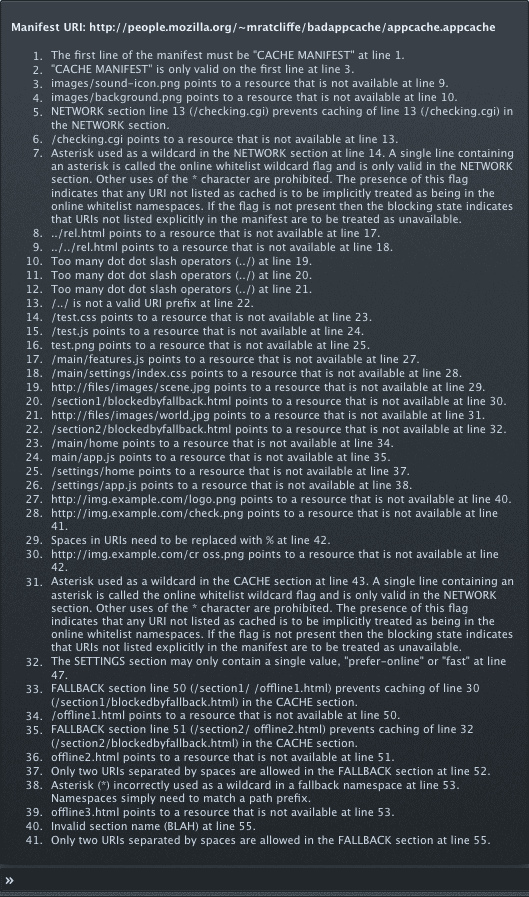 Manifest URI: http://people.mozilla.org/~mratcliffe/badappcache/appcache.appcache
1. The first line of the manifest must be "CACHE MANIFEST" at line 1.
2. "CACHE MANIFEST" is only valid on the first line at line 3.
3. images/sound-icon.png points to a resource that is not available at line 9.
4. images/background.png points to a resource that is not available at line 10.
5. NETWORK section line 13 (/checking.cgi) prevents caching of line 13 (/checking.cgi) in
the NETWORK section.
6. /checking.cgi points to a resource that is not available at line 13.
7. Asterisk used as a wildcard in the NETWORK section at line 14. A single line containing
an asterisk is called the online whitelist wildcard flag and is only valid in the NETWORK
section. Other uses of the * character are prohibited. The presence of this flag
indicates that any URI not listed as cached is to be implicitly treated as being in the
online whitelist namespaces. If the flag is not present then the blocking state indicates
that URIs not listed explicitly in the manifest are to be treated as unavailable.
8. ../rel.html points to a resource that is not available at line 17.
9. ../../rel.html points to a resource that is not available at line 18.
10. Too many dot dot slash operators (../) at line 19.
11. Too many dot dot slash operators (../) at line 20.
12. Too many dot dot slash operators (../) at line 21.
13. /../ is not a valid URI prefix at line 22.
14. /test.css points to a resource that is not available at line 23.
15. /test.js points to a resource that is not available at line 24.
16. test.png points to a resource that is not available at line 25.
17. /main/features.js points to a resource that is not available at line 27.
18. /main/settings/index.css points to a resource that is not available at line 28.
19. http://files/images/scene.jpg points to a resource that is not available at line 29.
20. /section1/blockedbyfallback.html points to a resource that is not available at line 30.
21. http://files/images/world.jpg points to a resource that is not available at line 31.
22. /section2/blockedbyfallback.html points to a resource that is not available at line 32.
23. /main/home points to a resource that is not available at line 34.
24. main/app.js points to a resource that is not available at line 35.
25. /settings/home points to a resource that is not available at line 37.
26. /settings/app.js points to a resource that is not available at line 38.
27. http://img.example.com/logo.png points to a resource that is not available at line 40.
28. http://img.example.com/check.png points to a resource that is not available at line
41.
29. Spaces in URIs need to be replaced with % at line 42.
30. http://img.example.com/cr oss.png points to a resource that is not available at line
42.
31. Asterisk used as a wildcard in the CACHE section at line 43. A single line containing an
asterisk is called the online whitelist wildcard flag and is only valid in the NETWORK
section. Other uses of the * character are prohibited. The presence of this flag
indicates that any URI not listed as cached is to be implicitly treated as being in the
online whitelist namespaces. If the flag is not present then the blocking state indicates
that URIs not listed explicitly in the manifest are to be treated as unavailable.
32. The SETTINGS section may only contain a single value, "prefer-online" or "fast" at line
47.
33. FALLBACK section line 50 (/section1/ /offline1.html) prevents caching of line 30
(/section1/blockedbyfallback.html) in the CACHE section.
34. /offline1.html points to a resource that is not available at line 50.
35. FALLBACK section line 51 (/section2/ offline2.html) prevents caching of line 32
(/section2/blockedbyfallback.html) in the CACHE section.
36. offline2.html points to a resource that is not available at line 51.
37. Only two URIs separated by spaces are allowed in the FALLBACK section at line 52.
38. Asterisk (*) incorrectly used as a wildcard in a fallback namespace at line 53.
Namespaces simply need to match a path prefix.
39. offline3.html points to a resource that is not available at line 53.
40. Invalid section name (BLAH) at line 55.
41. Only two URIs separated by spaces are allowed in the FALLBACK section at line 55.
»